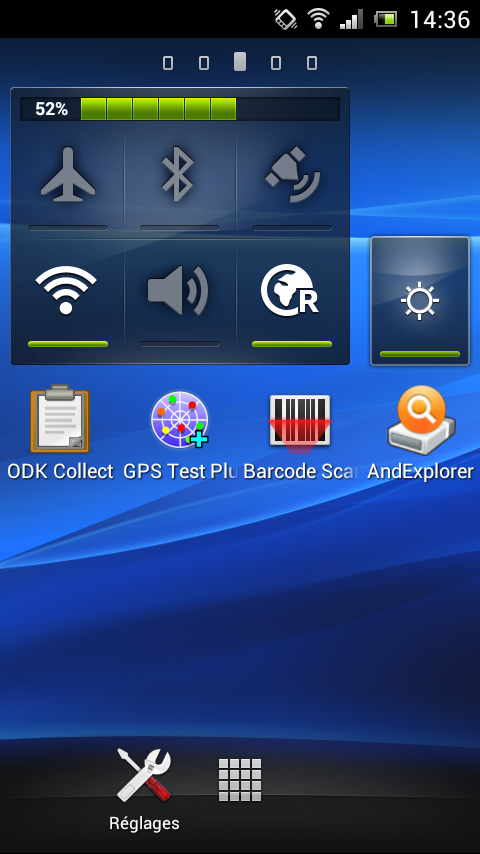 14:36
52%
R
ODK Collect
GPS Test Plu
Barcode Scan
AndExplorer
Réglages